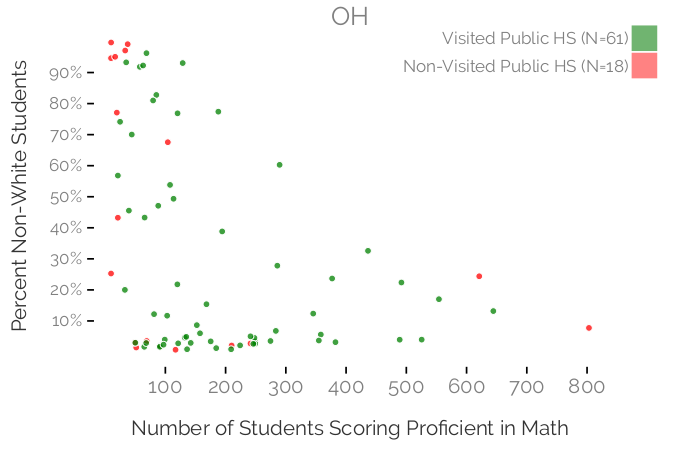 OH
Visited Public HS (N=61)
Non-Visited Public HS (N=18)
Percent Non-White Students
90%
80%
70%
60%
50%
40%
30%
20%
10%
100 200 300 400 500 600 700 800
Number of Students Scoring Proficient in Math